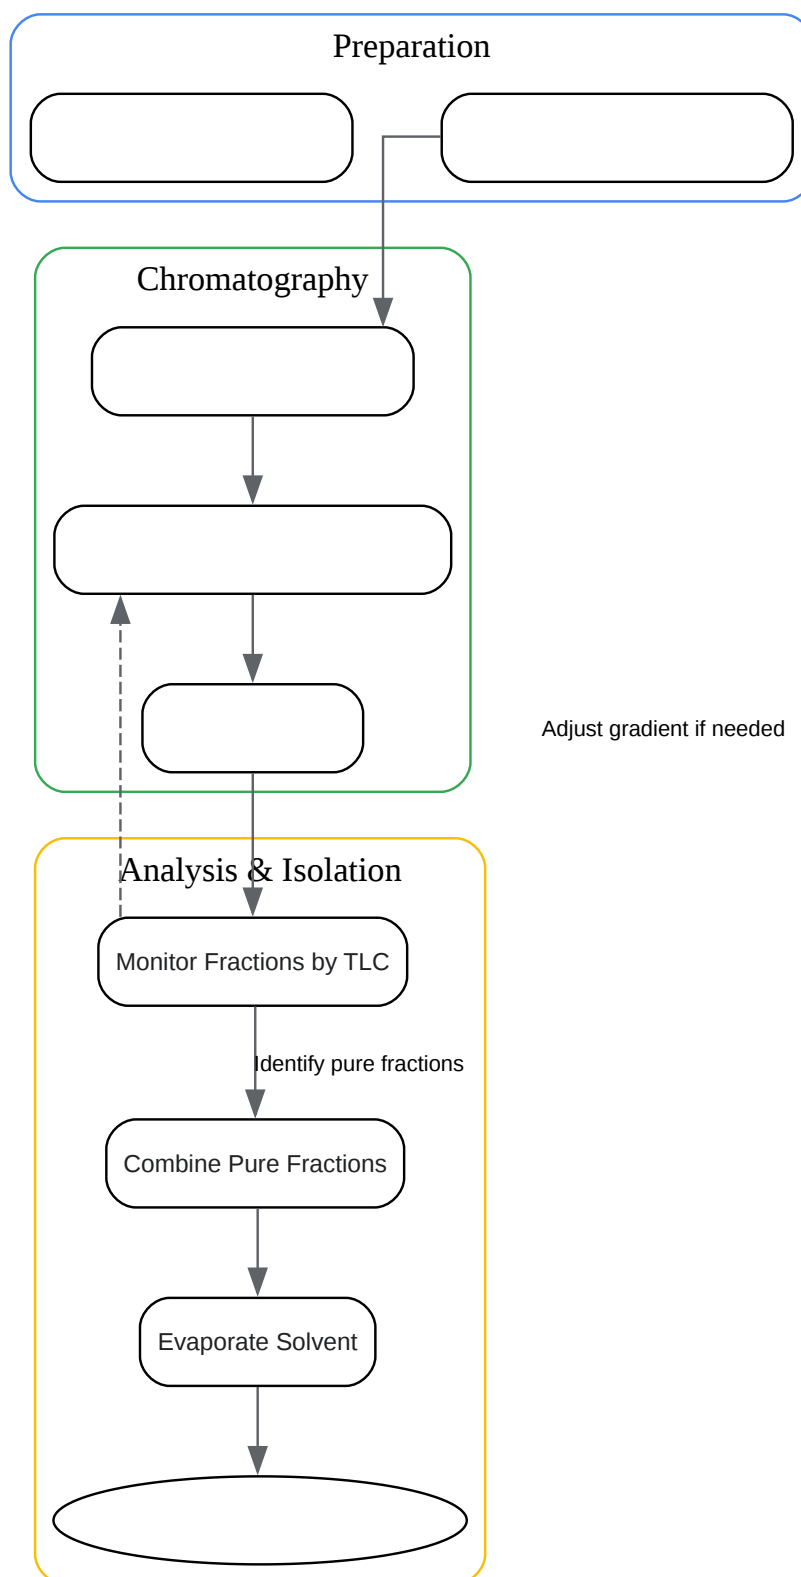 Preparation
Chromatography
Adjust gradient if needed
Analysis & Isolation
Monitor Fractions by TLC
Identify pure fractions
Combine Pure Fractions
Evaporate Solvent